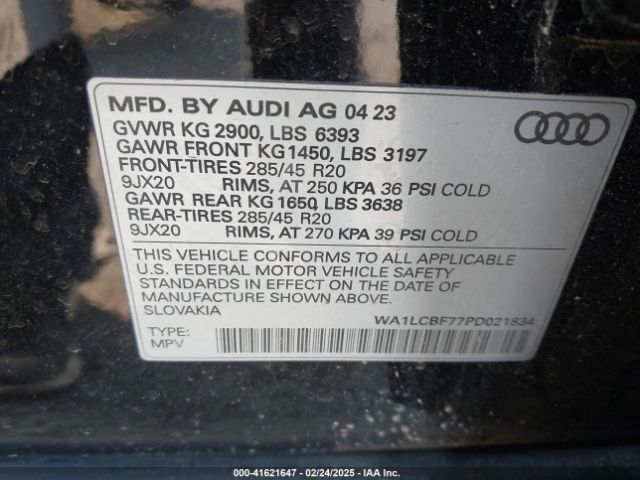 MFD. BY AUDI AG 04 23
GVWR KG 2900, LBS 6393
GAWR FRONT KG1450, LBS 3197
FRONT-TIRES 285/45 R20
9JX20 RIMS, AT 250 KPA 36 PSI COLD
GAWR REAR KG 1650, LBS 3638
REAR-TIRES 285/45 R20
9JX20 RIMS, AT 270 KPA 39 PSI COLD
THIS VEHICLE CONFORMS TO ALL APPLICABLE
U.S. FEDERAL MOTOR VEHICLE SAFETY
STANDARDS IN EFFECT ON THE DATE OF
MANUFACTURE SHOWN ABOVE.
SLOVAKIA
WA1LCBF77PD021834
TYPE:
MPV
000-41621647 - 02/24/2025 - IAA Inc.